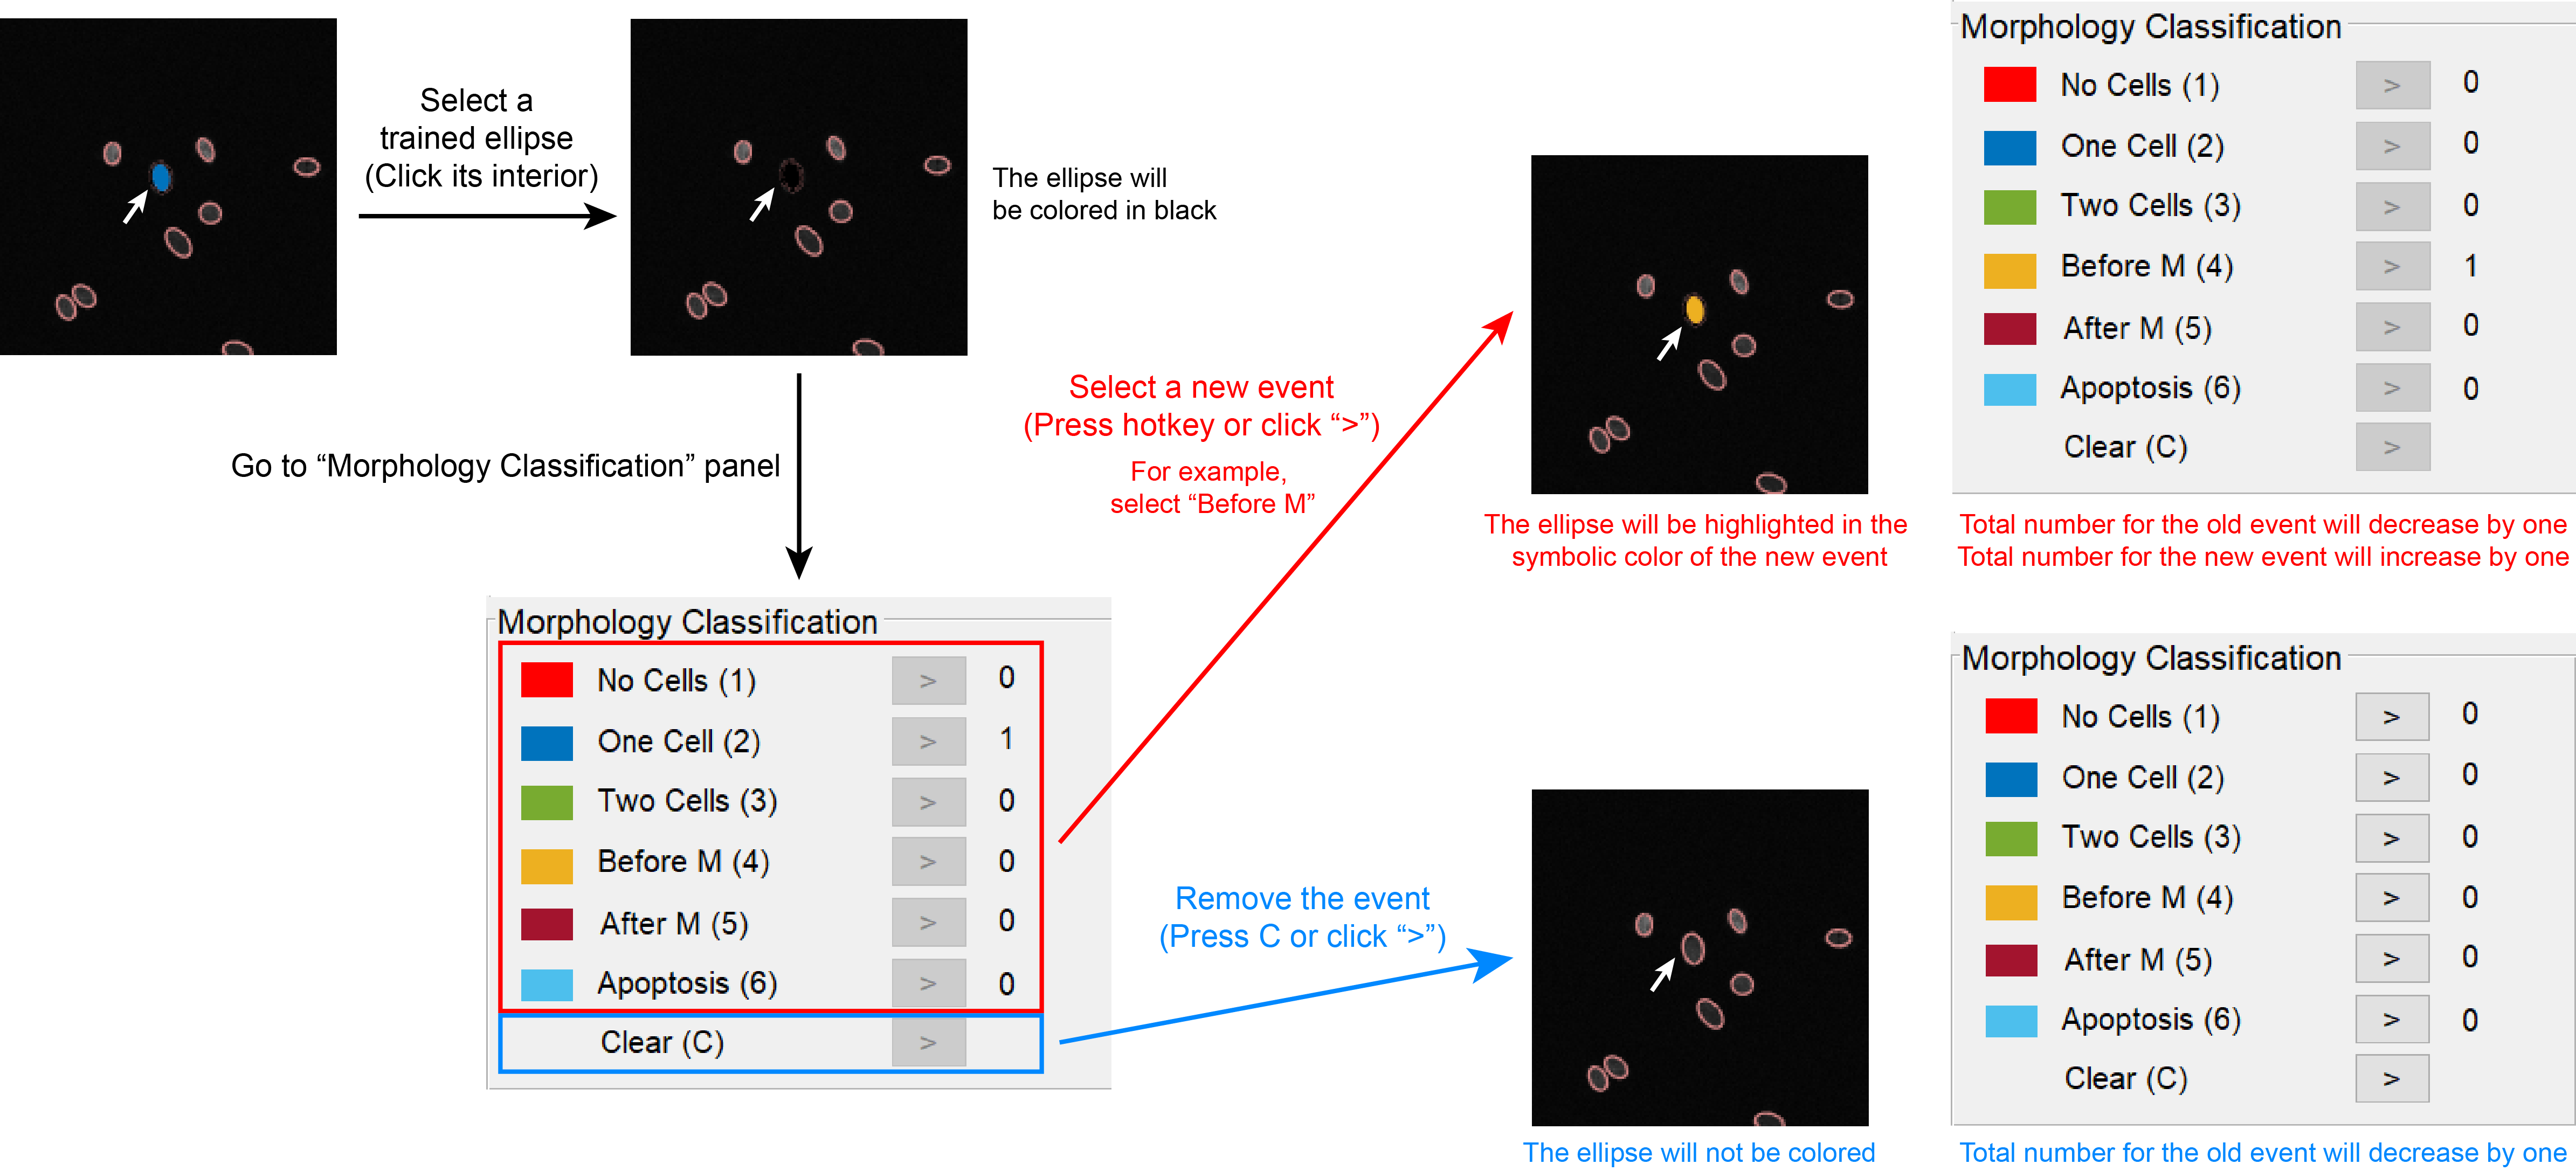 Select a
trained ellipse
(Click its interior)
The ellipse will
be colored in black
Go to “Morphology Classification” panel
Morphology Classification
No Cells (1) > 0
One Cell (2) > 1
Two Cells (3) > 0
Before M (4) > 0
After M (5) > 0
Apoptosis (6) > 0
Clear (C) >
Select a new event
(Press hotkey or click “>”)
For example,
select “Before M”
The ellipse will be highlighted in the
symbolic color of the new event
Morphology Classification
No Cells (1) > 0
One Cell (2) > 0
Two Cells (3) > 0
Before M (4) > 1
After M (5) > 0
Apoptosis (6) > 0
Clear (C) >
Total number for the old event will decrease by one
Total number for the new event will increase by one
Remove the event
(Press C or click “>”)
The ellipse will not be colored
Morphology Classification
No Cells (1) > 0
One Cell (2) > 0
Two Cells (3) > 0
Before M (4) > 0
After M (5) > 0
Apoptosis (6) > 0
Clear (C) >
Total number for the old event will decrease by one